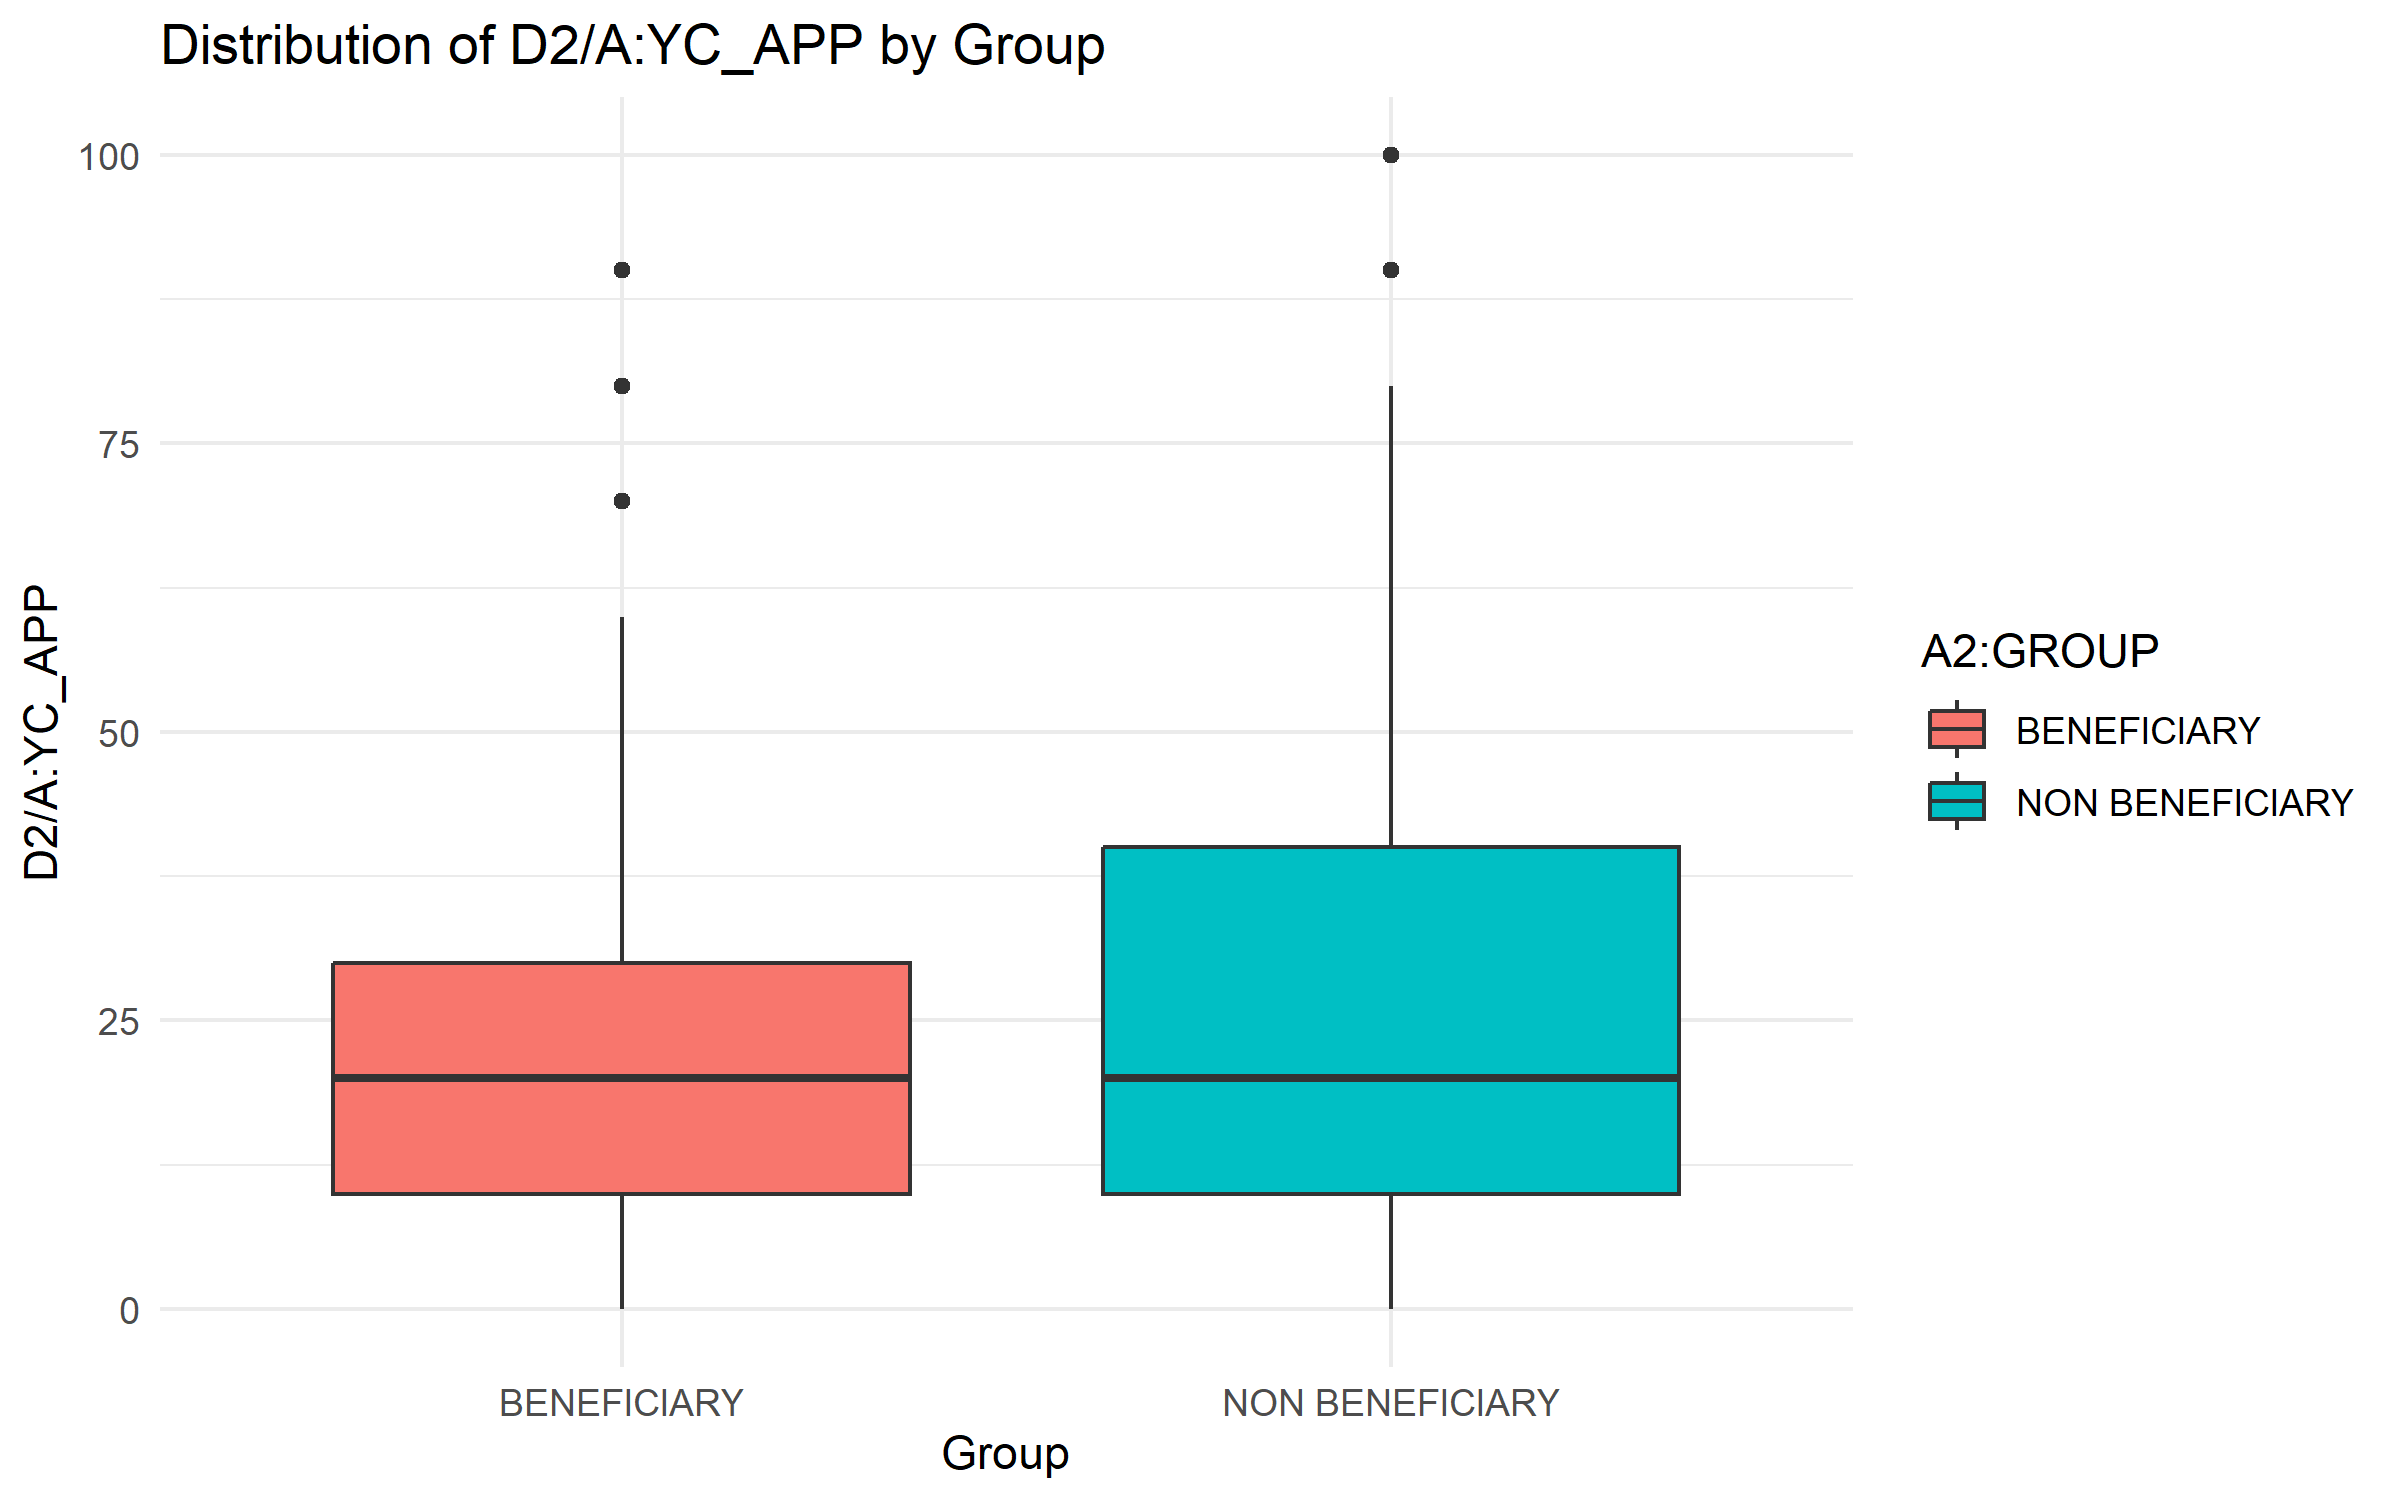 Distribution of D2/A:YC_APP by Group
D2/A:YC_APP
100
75
50
25
0
BENEFICIARY
NON BENEFICIARY
Group
A2:GROUP
BENEFICIARY
NON BENEFICIARY